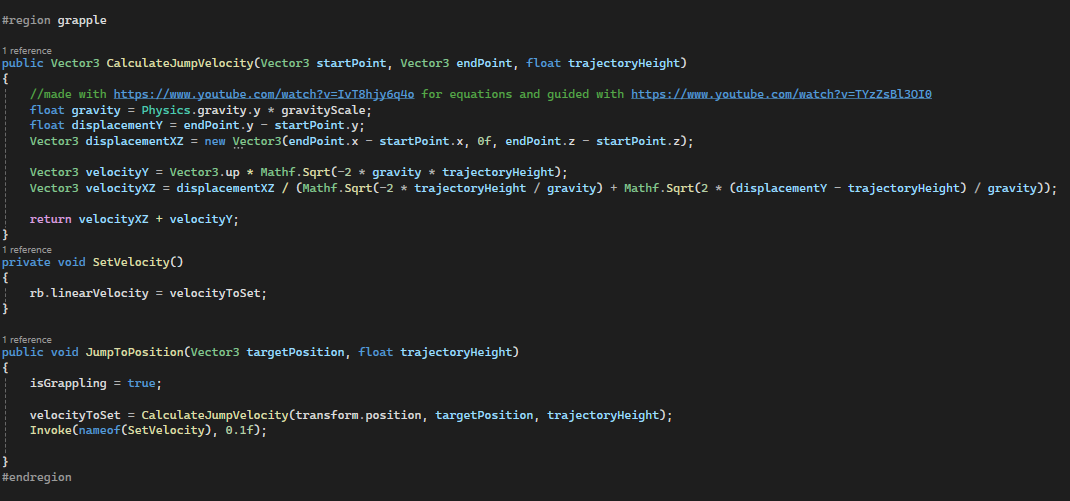 #region grapple
1 reference
public Vector3 CalculateJumpVelocity(Vector3 startPoint, Vector3 endPoint, float trajectoryHeight)
{
//made with https://www.youtube.com/watch?v=IvT8hjy6q4o for equations and guided with https://www.youtube.com/watch?v=TYzZsBl3OI0
float gravity = Physics.gravity.y * gravityScale;
float displacementY = endPoint.y - startPoint.y;
Vector3 displacementXZ = new Vector3(endPoint.x - startPoint.x, 0f, endPoint.z - startPoint.z);
Vector3 velocityY = Vector3.up * Mathf.Sqrt(-2 * gravity * trajectoryHeight);
Vector3 velocityXZ = displacementXZ / (Mathf.Sqrt(-2 * trajectoryHeight / gravity) + Mathf.Sqrt(2 * (displacementY - trajectoryHeight) / gravity));
return velocityXZ + velocityY;
}
1 reference
private void SetVelocity()
{
rb.linearVelocity = velocityToSet;
}
1 reference
public void JumpToPosition(Vector3 targetPosition, float trajectoryHeight)
{
isGrappling = true;
velocityToSet = CalculateJumpVelocity(transform.position, targetPosition, trajectoryHeight);
Invoke(nameof(SetVelocity), 0.1f);
}
#endregion